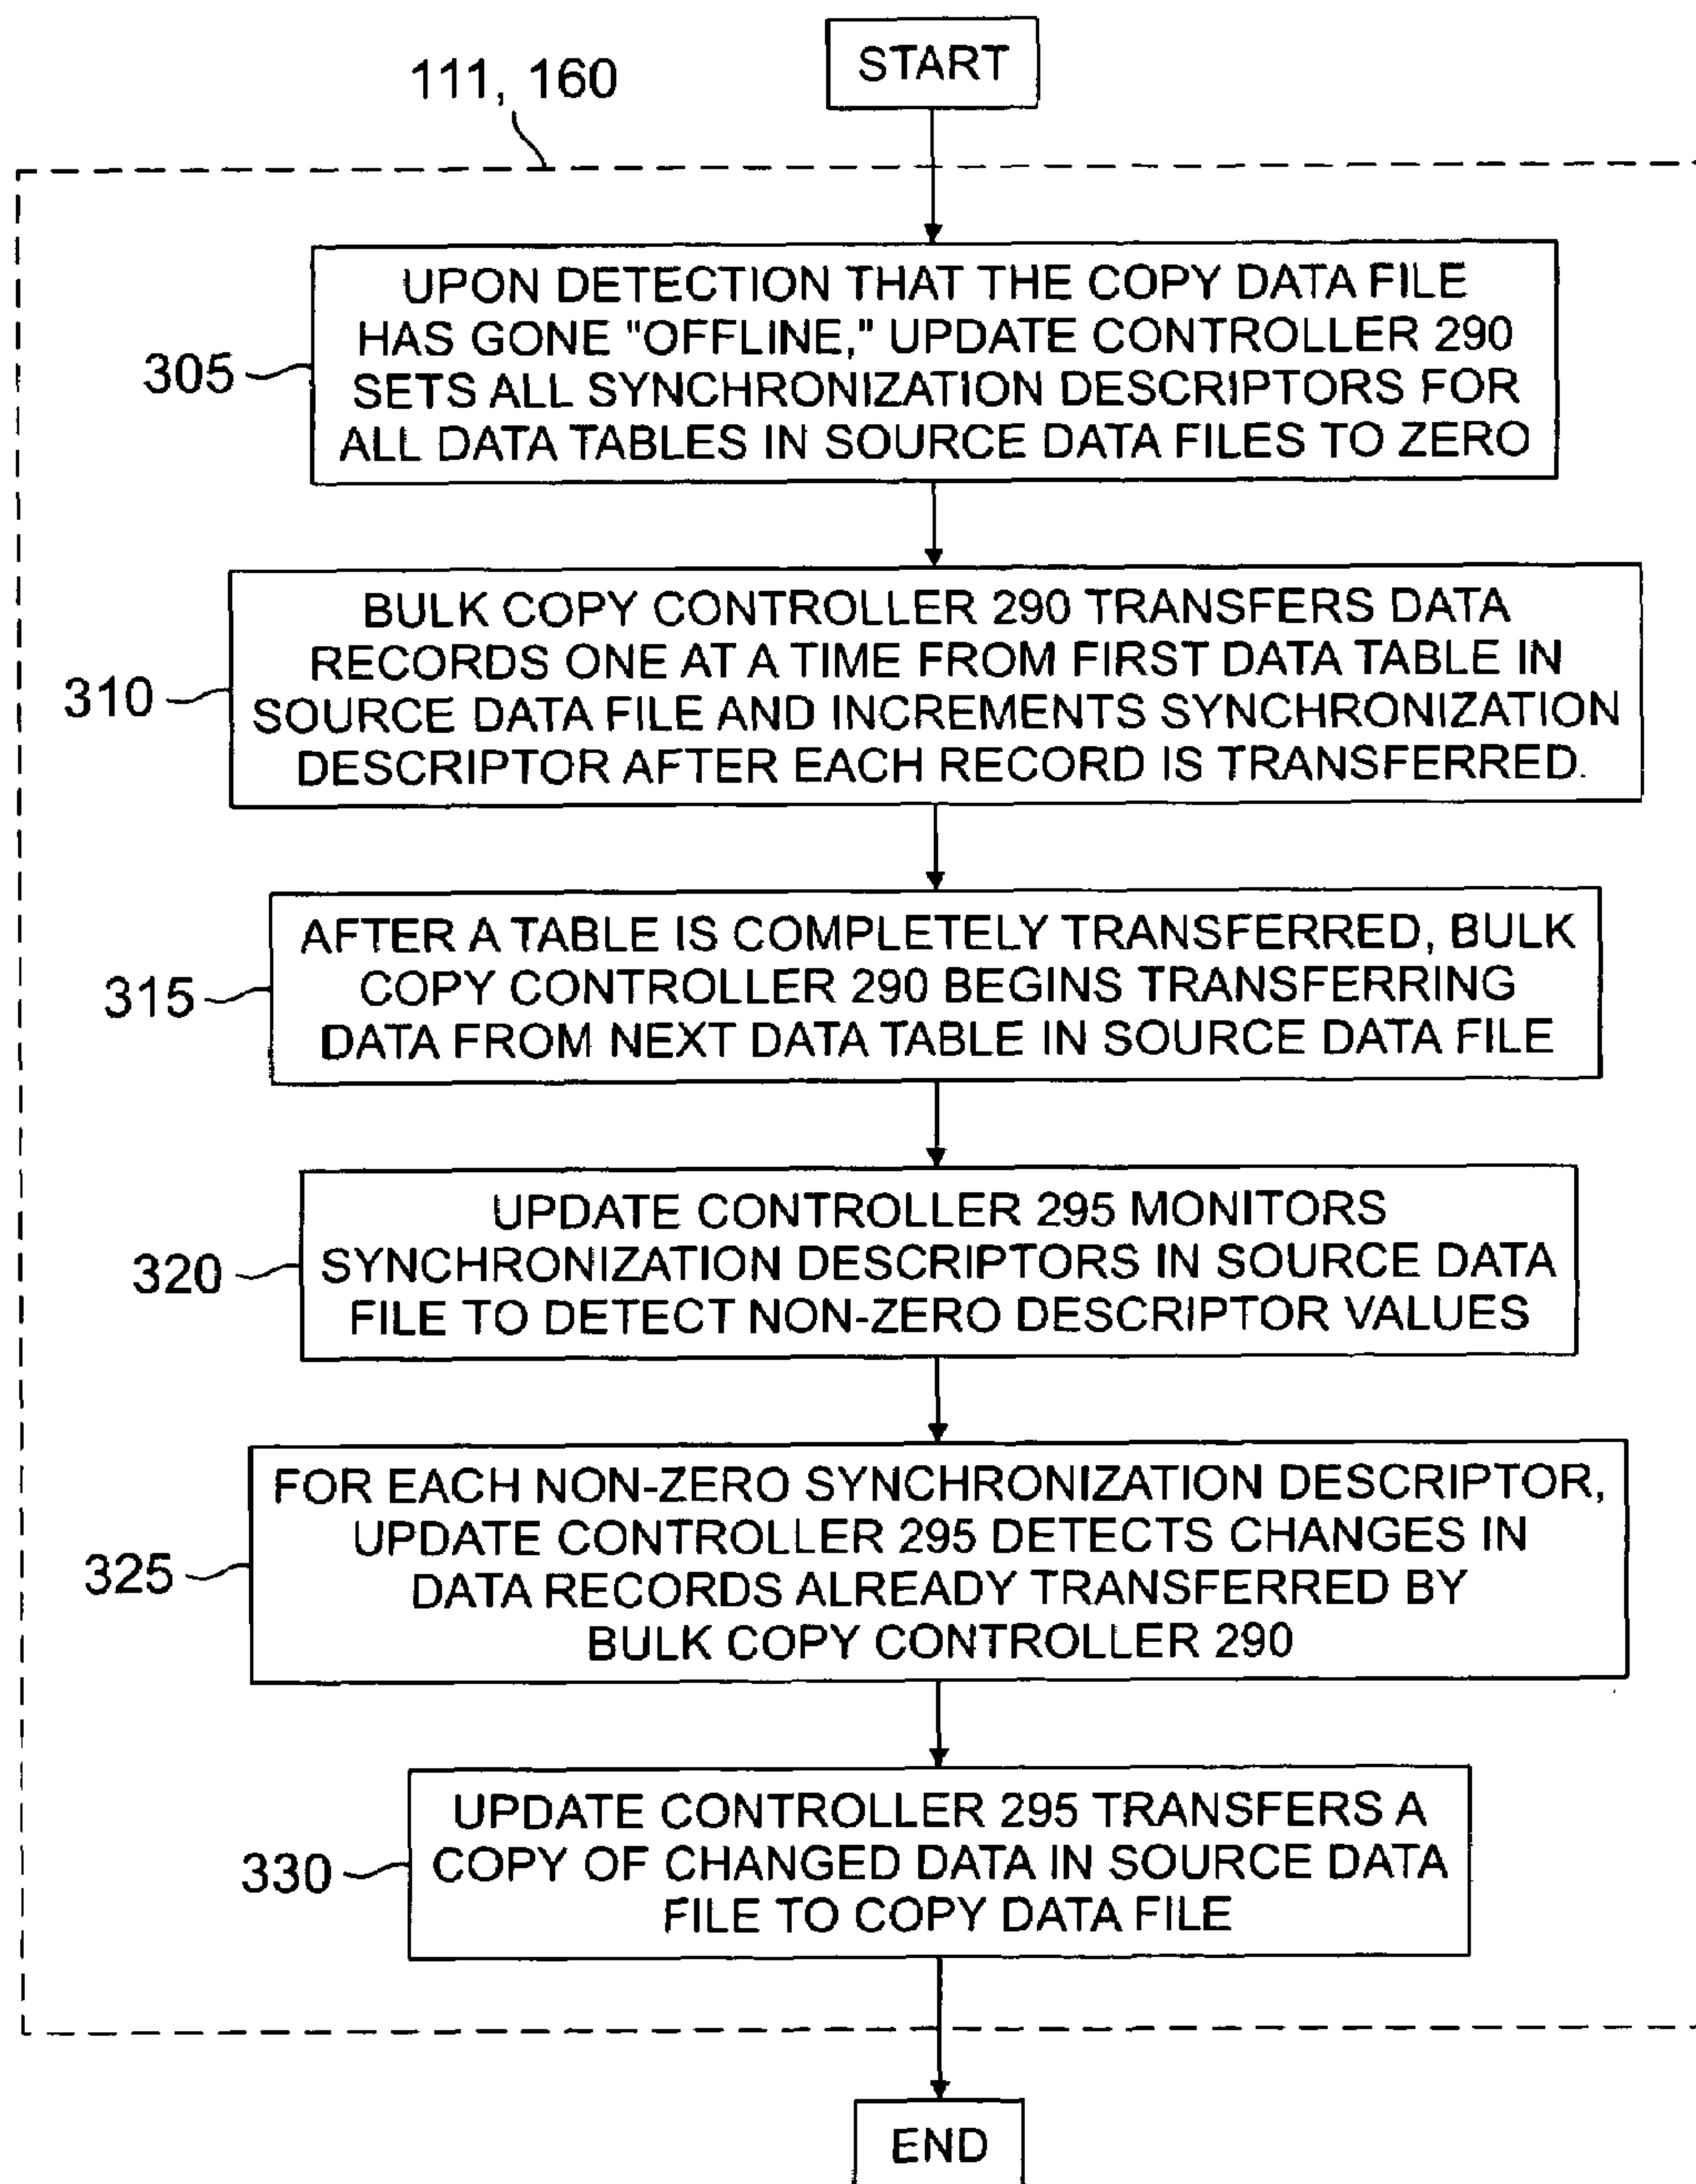 START
111, 160
UPON DETECTION THAT THE COPY DATA FILE
HAS GONE "OFFLINE," UPDATE CONTROLLER 290
SETS ALL SYNCHRONIZATION DESCRIPTORS FOR
ALL DATA TABLES IN SOURCE DATA FILES TO ZERO
305
BULK COPY CONTROLLER 290 TRANSFERS DATA
RECORDS ONE AT A TIME FROM FIRST DATA TABLE IN
SOURCE DATA FILE AND INCREMENTS SYNCHRONIZATION
DESCRIPTOR AFTER EACH RECORD IS TRANSFERRED.
310
AFTER A TABLE IS COMPLETELY TRANSFERRED, BULK
COPY CONTROLLER 290 BEGINS TRANSFERRING
DATA FROM NEXT DATA TABLE IN SOURCE DATA FILE
315
UPDATE CONTROLLER 295 MONITORS
SYNCHRONIZATION DESCRIPTORS IN SOURCE DATA
FILE TO DETECT NON-ZERO DESCRIPTOR VALUES
320
FOR EACH NON-ZERO SYNCHRONIZATION DESCRIPTOR,
UPDATE CONTROLLER 295 DETECTS CHANGES IN
DATA RECORDS ALREADY TRANSFERRED BY
BULK COPY CONTROLLER 290
325
UPDATE CONTROLLER 295 TRANSFERS A
COPY OF CHANGED DATA IN SOURCE DATA
FILE TO COPY DATA FILE
330
END